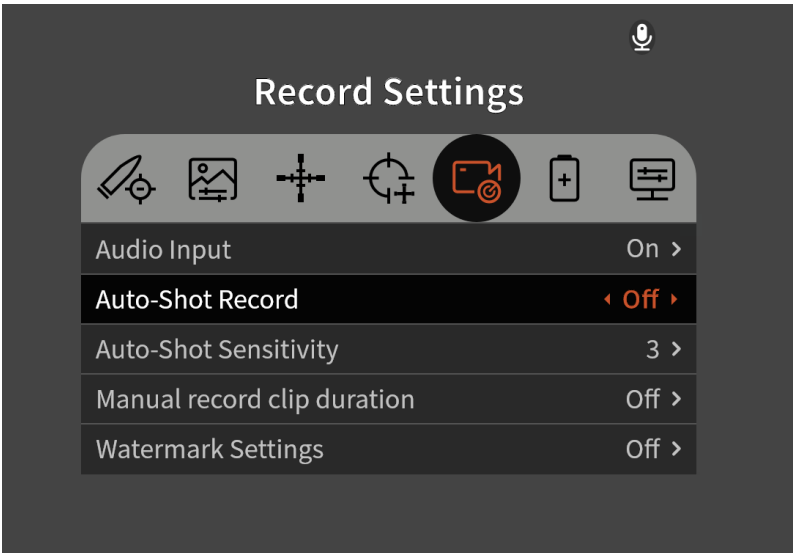 Record Settings
Audio Input On
Auto-Shot Record Off
Auto-Shot Sensitivity 3
Manual record clip duration Off
Watermark Settings Off